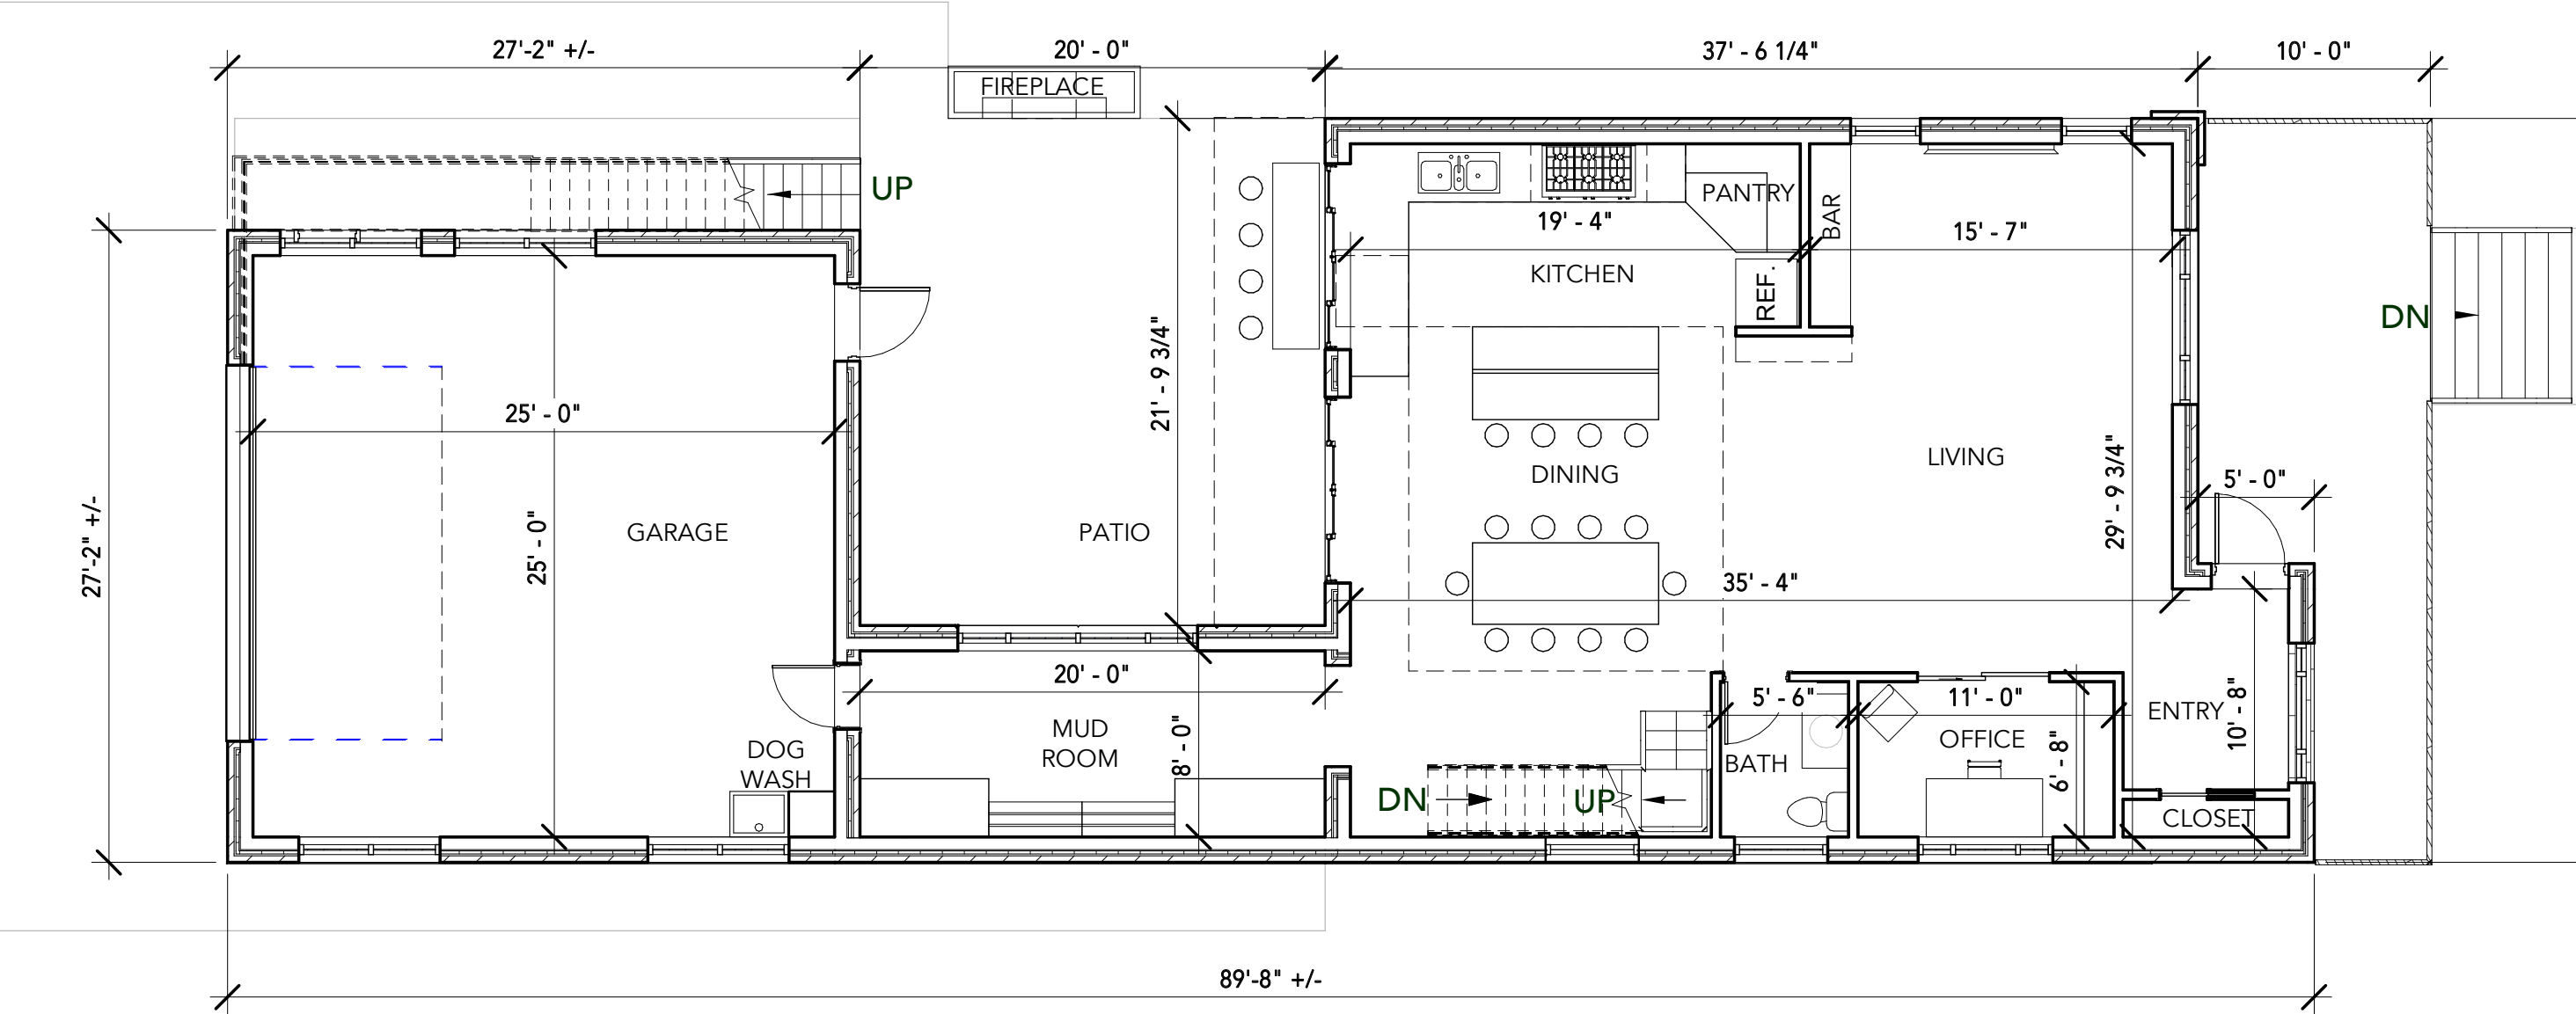 27'-2" +/-
20' - 0"
37' - 6 1/4"
10' - 0"
FIREPLACE
UP
PANTRY
BAR
19' - 4"
15' - 7"
KITCHEN
REF.
DN
21' - 9 3/4"
25' - 0"
LIVING
DINING
29' - 9 3/4"
5' - 0"
27'-2" +/-
25' - 0"
GARAGE
PATIO
35' - 4"
20' - 0"
5' - 6"
11' - 0"
ENTRY
10' - 8"
MUD
ROOM
8' - 0"
OFFICE
6' - 8"
DOG
WASH
BATH
DN
UP
CLOSET
89'-8" +/-